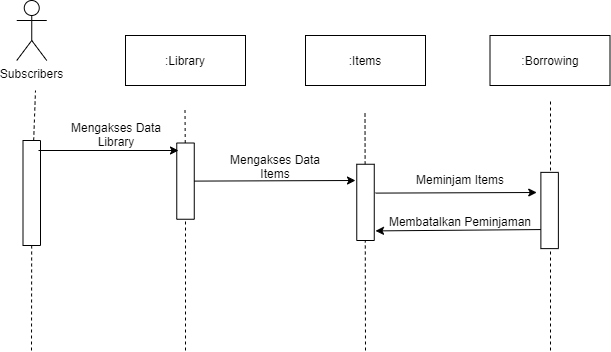 Subscribers
:Library
:Items
:Borrowing
Mengakses Data
Library
Mengakses Data
Items
Meminjam Items
Membatalkan Peminjaman